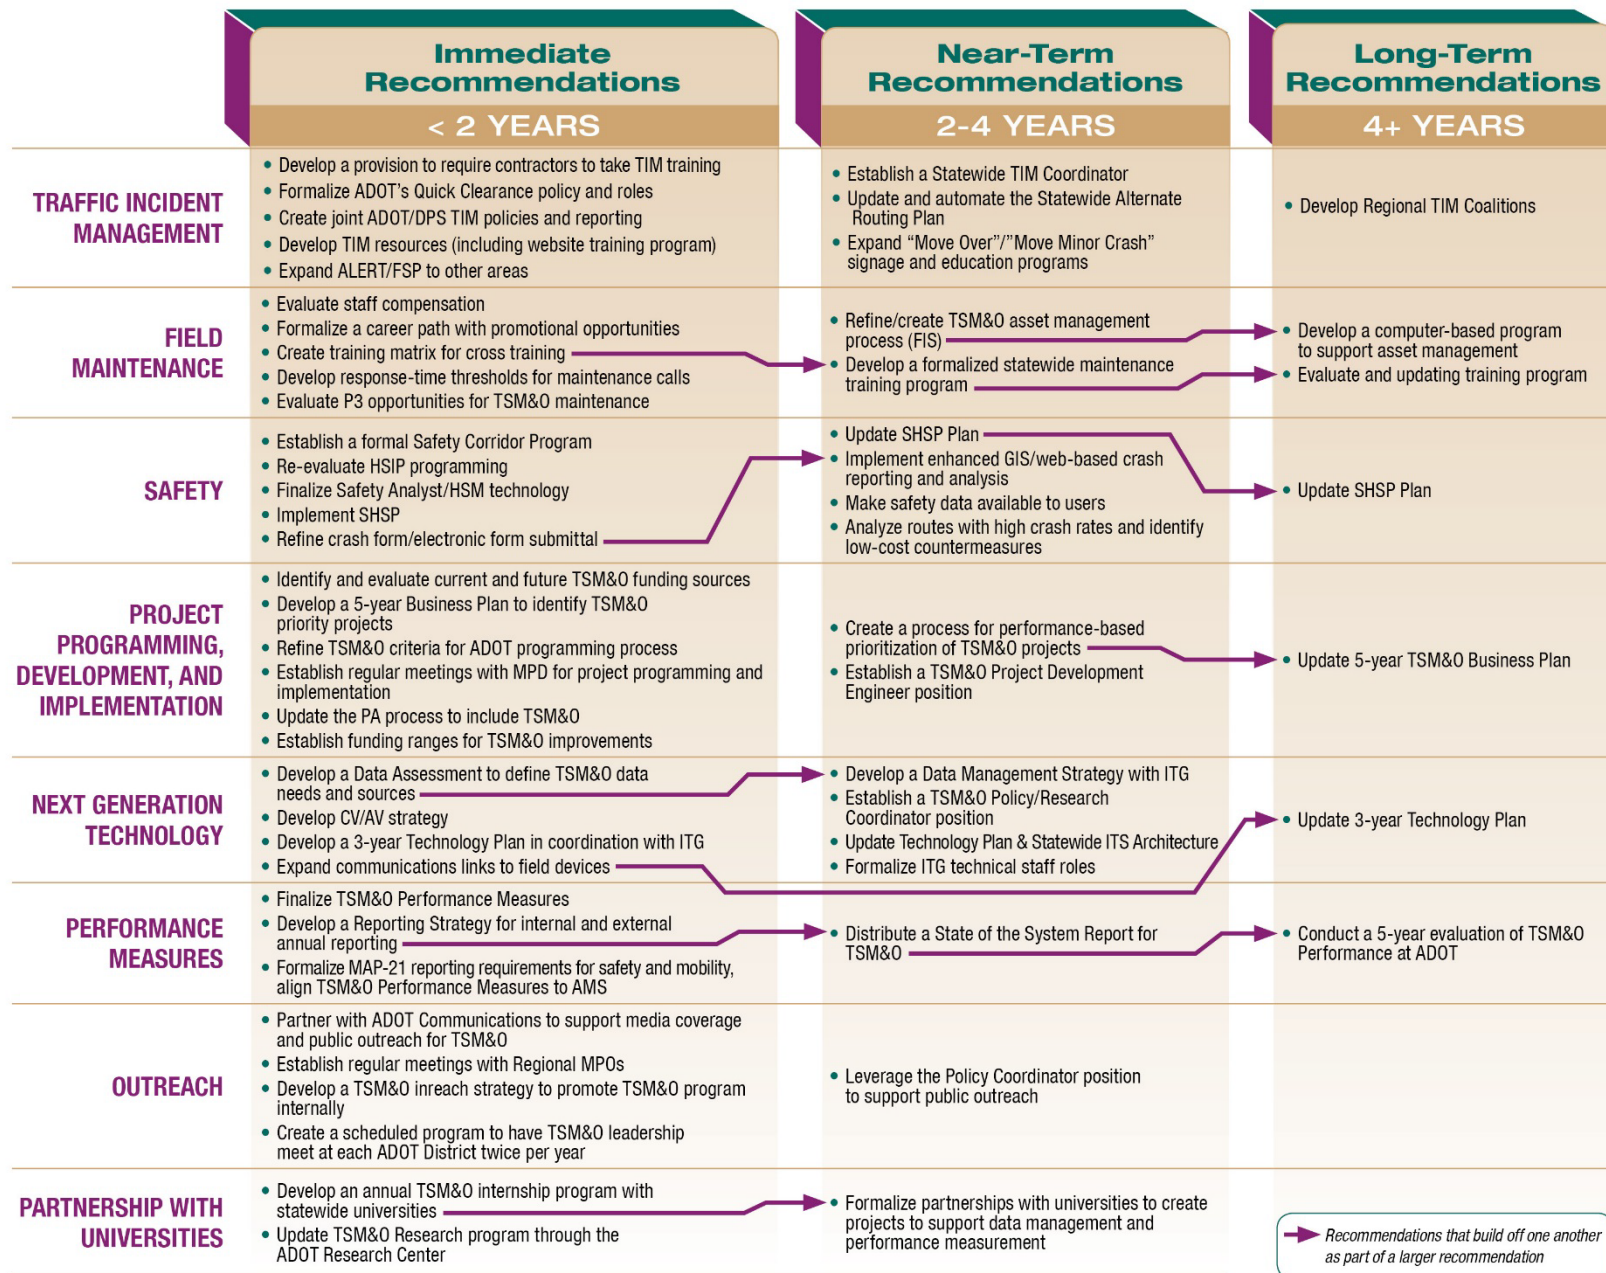 Immediate
Recommendations
< 2 YEARS
Near-Term
Recommendations
2-4 YEARS
Long-Term
Recommendations
4+ YEARS
TRAFFIC INCIDENT
MANAGEMENT
• Develop a provision to require contractors to take TIM training
• Formalize ADOT's Quick Clearance policy and roles
• Create joint ADOT/DPS TIM policies and reporting
• Develop TIM resources (including website training program)
• Expand ALERT/FSP to other areas
• Establish a Statewide TIM Coordinator
• Update and automate the Statewide Alternate
Routing Plan
• Expand “Move Over”/”Move Minor Crash”
signage and education programs
• Develop Regional TIM Coalitions
FIELD
MAINTENANCE
• Evaluate staff compensation
• Formalize a career path with promotional opportunities
• Create training matrix for cross training
• Develop response-time thresholds for maintenance calls
• Evaluate P3 opportunities for TSM&O maintenance
• Refine/create TSM&O asset management
process (FIS)
• Develop a formalized statewide maintenance
training program
• Develop a computer-based program
to support asset management
• Evaluate and updating training program
SAFETY
• Establish a formal Safety Corridor Program
• Re-evaluate HSIP programming
• Finalize Safety Analyst/HSM technology
• Implement SHSP
• Refine crash form/electronic form submittal
• Update SHSP Plan
• Implement enhanced GIS/web-based crash
reporting and analysis
• Make safety data available to users
• Analyze routes with high crash rates and identify
low-cost countermeasures
• Update SHSP Plan
PROJECT
PROGRAMMING,
DEVELOPMENT, AND
IMPLEMENTATION
• Identify and evaluate current and future TSM&O funding sources
• Develop a 5-year Business Plan to identify TSM&O
priority projects
• Refine TSM&O criteria for ADOT programming process
• Establish regular meetings with MPD for project programming and
implementation
• Update the PA process to include TSM&O
• Establish funding ranges for TSM&O improvements
• Create a process for performance-based
prioritization of TSM&O projects
• Establish a TSM&O Project Development
Engineer position
• Update 5-year TSM&O Business Plan
NEXT GENERATION
TECHNOLOGY
• Develop a Data Assessment to define TSM&O data
needs and sources
• Develop CV/AV strategy
• Develop a 3-year Technology Plan in coordination with ITG
• Expand communications links to field devices
• Develop a Data Management Strategy with ITG
• Establish a TSM&O Policy/Research
Coordinator position
• Update Technology Plan & Statewide ITS Architecture
• Formalize ITG technical staff roles
• Update 3-year Technology Plan
PERFORMANCE
MEASURES
• Finalize TSM&O Performance Measures
• Develop a Reporting Strategy for internal and external
annual reporting
• Formalize MAP-21 reporting requirements for safety and mobility,
align TSM&O Performance Measures to AMS
• Distribute a State of the System Report for
TSM&O
• Conduct a 5-year evaluation of TSM&O
Performance at ADOT
OUTREACH
• Partner with ADOT Communications to support media coverage
and public outreach for TSM&O
• Establish regular meetings with Regional MPOs
• Develop a TSM&O inreach strategy to promote TSM&O program
internally
• Create a scheduled program to have TSM&O leadership
meet at each ADOT District twice per year
• Leverage the Policy Coordinator position
to support public outreach
PARTNERSHIP WITH
UNIVERSITIES
• Develop an annual TSM&O internship program with
statewide universities
• Update TSM&O Research program through the
ADOT Research Center
• Formalize partnerships with universities to create
projects to support data management and
performance measurement
Recommendations that build off one another
as part of a larger recommendation